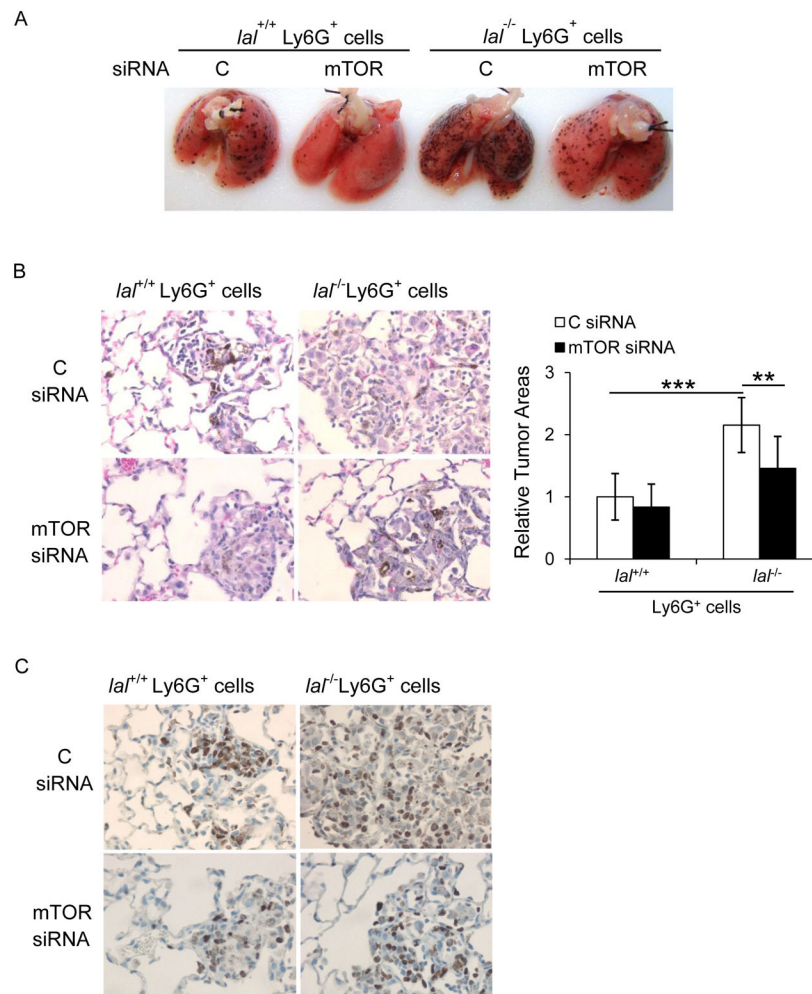 A
lal+/+ Ly6G+ cells lal-/- Ly6G+ cells
siRNA C mTOR C mTOR
B
lal+/+ Ly6G+ cells lal-/-Ly6G+ cells
C
siRNA
mTOR
siRNA
C siRNA
mTOR siRNA
Relative Tumor Areas
3
2
1
0
*** **
lal+/+ lal-/-
Ly6G+ cells
C
lal+/+ Ly6G+ cells lal-/-Ly6G+ cells
C
siRNA
mTOR
siRNA